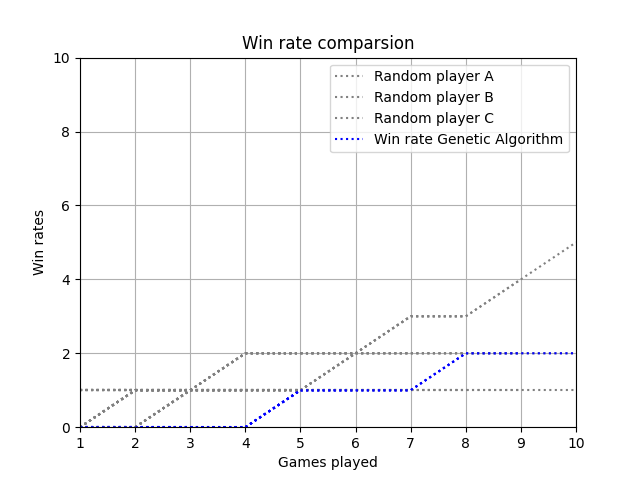 Win rate comparsion
Random player A
Random player B
Random player C
Win rate Genetic Algorithm
10
8
6
4
2
0
Win rates
1 2 3 4 5 6 7 8 9 10
Games played